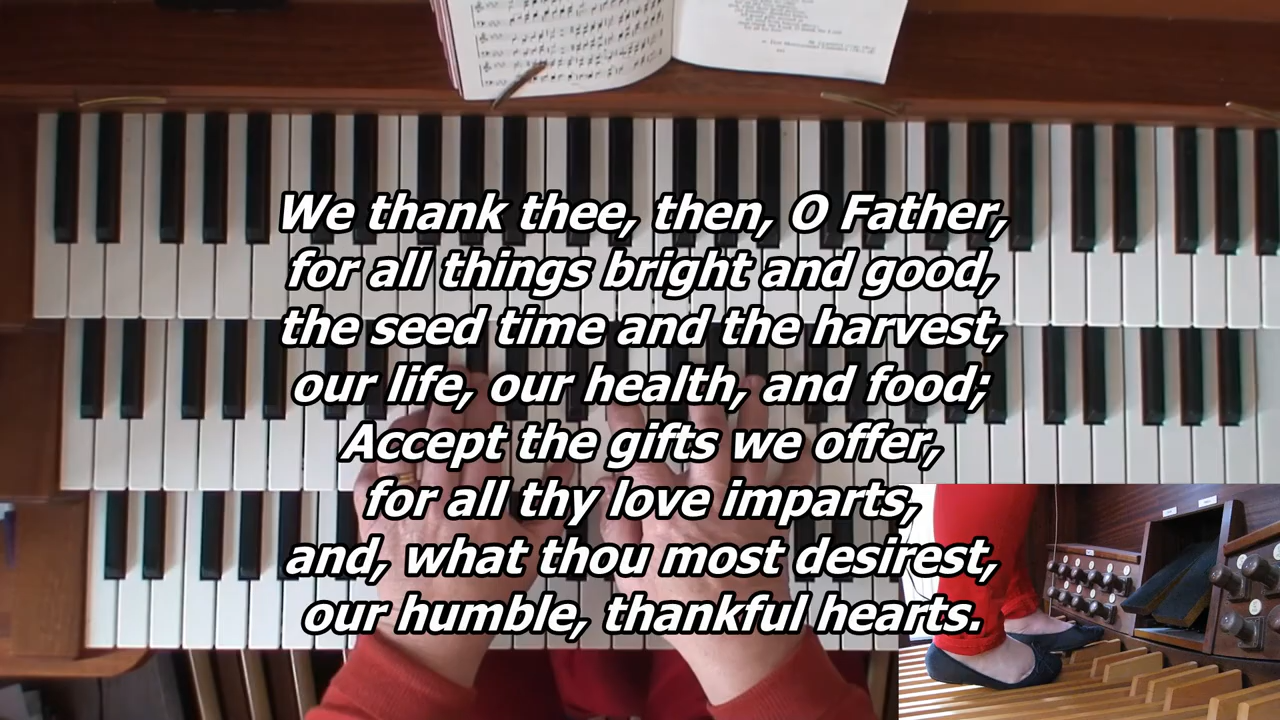 We thank thee, then, O Father,
for all things bright and good,
the seed time and the harvest,
our life, our health, and food;
Accept the gifts we offer,
for all thy love imparts,
and, what thou most desirest,
our humble, thankful hearts.